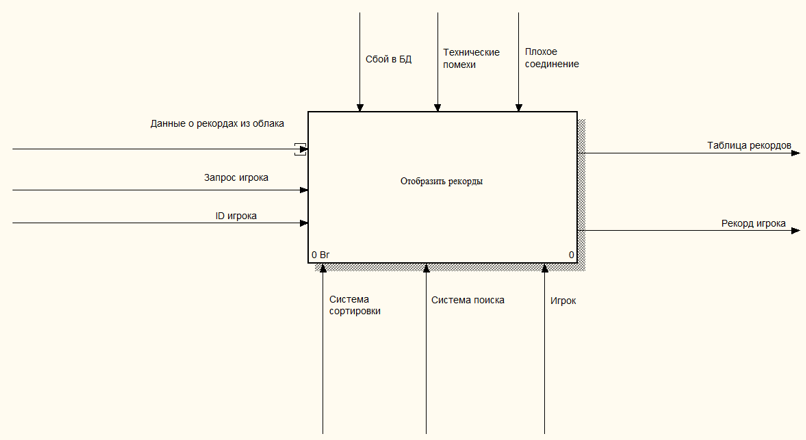 Сбой в БД
Технические
помехи
Плохое
соединение
Данные о рекордах из облака
Запрос игрока
ID игрока
Отобразить рекорды
0 Вr
0
Таблица рекордов
Рекорд игрока
Система
сортировки
Система поиска
Игрок